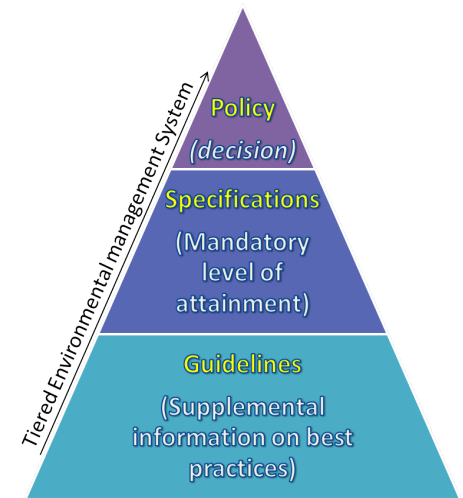 Tiered Environmental management System
Policy
(decision)
Specifications
(Mandatory
level of
attainment)
Guidelines
(Supplemental
information on best
practices)